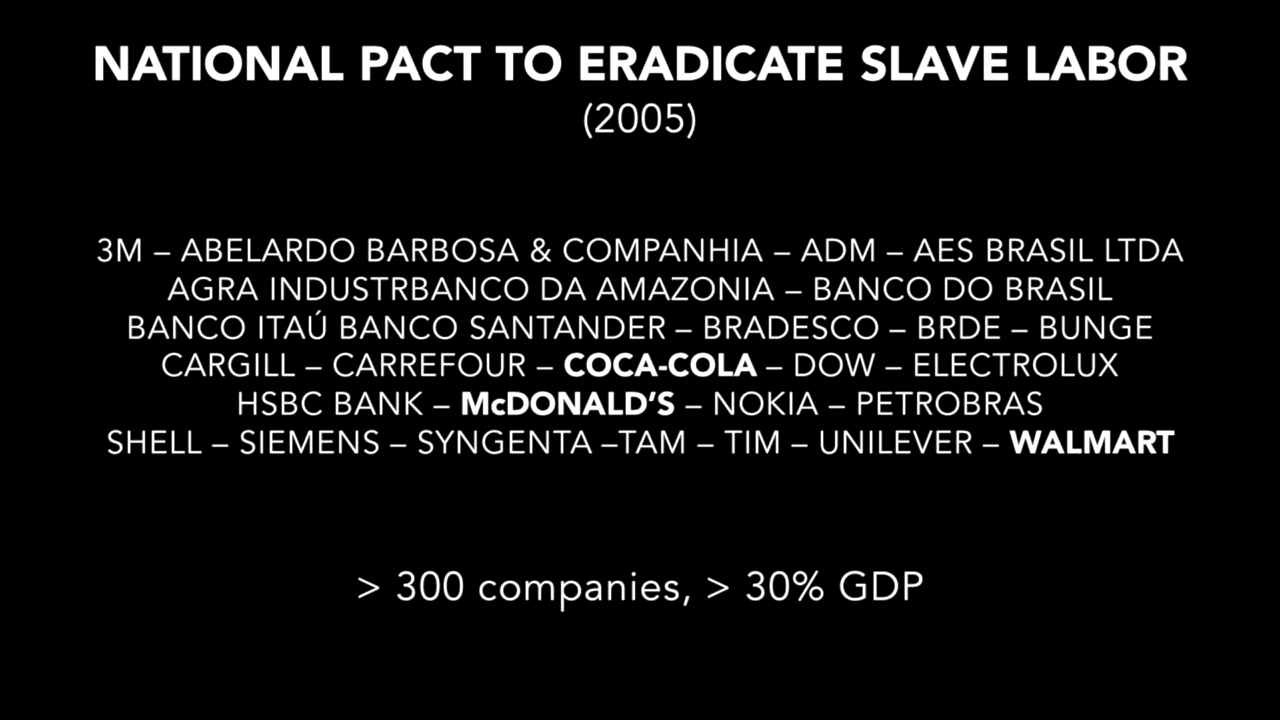 NATIONAL PACT TO ERADICATE SLAVE LABOR
(2005)
3M – ABELARDO BARBOSA & COMPANHIA – ADM – AES BRASIL LTDA
AGRA INDUSTRBANCO DA AMAZONIA – BANCO DO BRASIL
BANCO ITAÚ BANCO SANTANDER – BRADESCO – BRDE – BUNGE
CARGILL – CARREFOUR – COCA-COLA – DOW – ELECTROLUX
HSBC BANK – McDONALD’S – NOKIA – PETROBRAS
SHELL – SIEMENS – SYNGENTA –TAM – TIM – UNILEVER – WALMART
> 300 companies, > 30% GDP